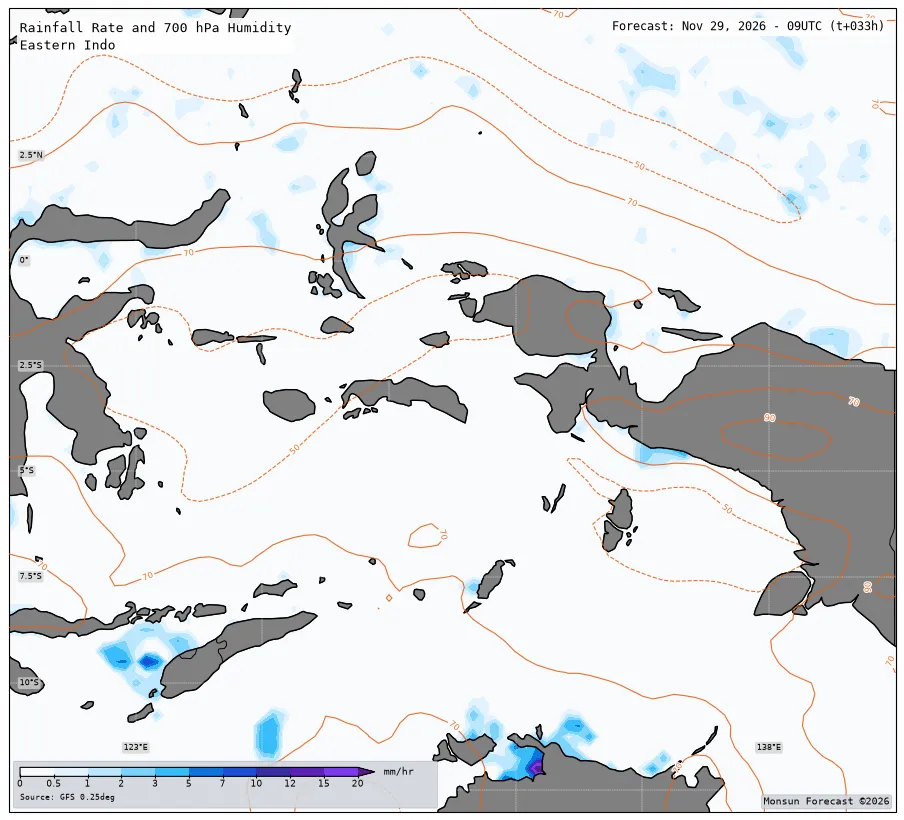 Rainfall Rate and 700 hPa Humidity
Eastern Indo
Forecast: Nov 29, 2026 - 09UTC (t+033h)
70
70
70
50
2.5°N
70
70
0°
2.5°S
70
90
50
5°S
50
70
70
70
7.5°S
90
70
10°S
70
123°E
138°E
70
mm/hr
0 0.5 1 2 3 5 7 10 12 15 20
Source: GFS 0.25deg
Monsun Forecast ©2026